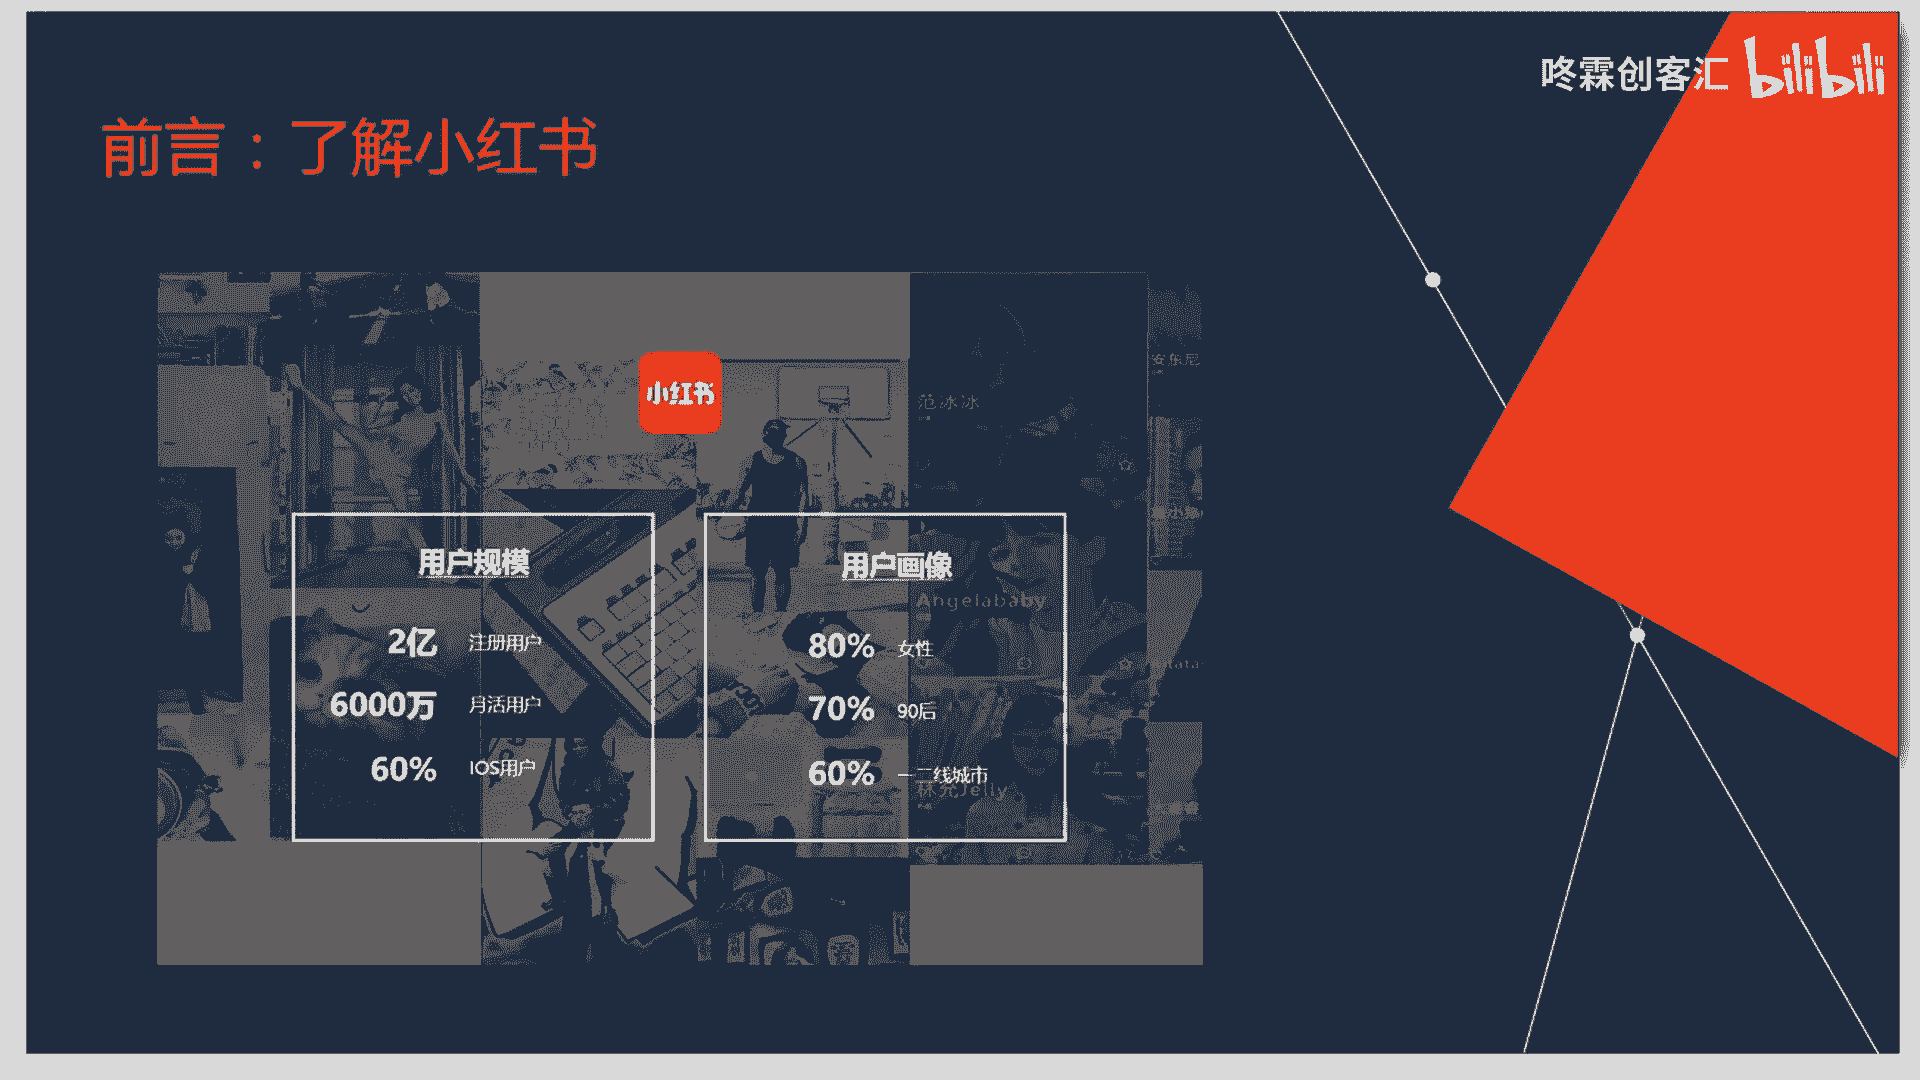 咚霖创客汇 bilibili
前言：了解小红书
小红书
安东尼
范冰冰
用户规模
用户画像
Angelababy
2亿 注册用户
80% 女性
6000万 月活用户
70% 90后
60% IOS用户
60% 一二线城市
林允Jelly